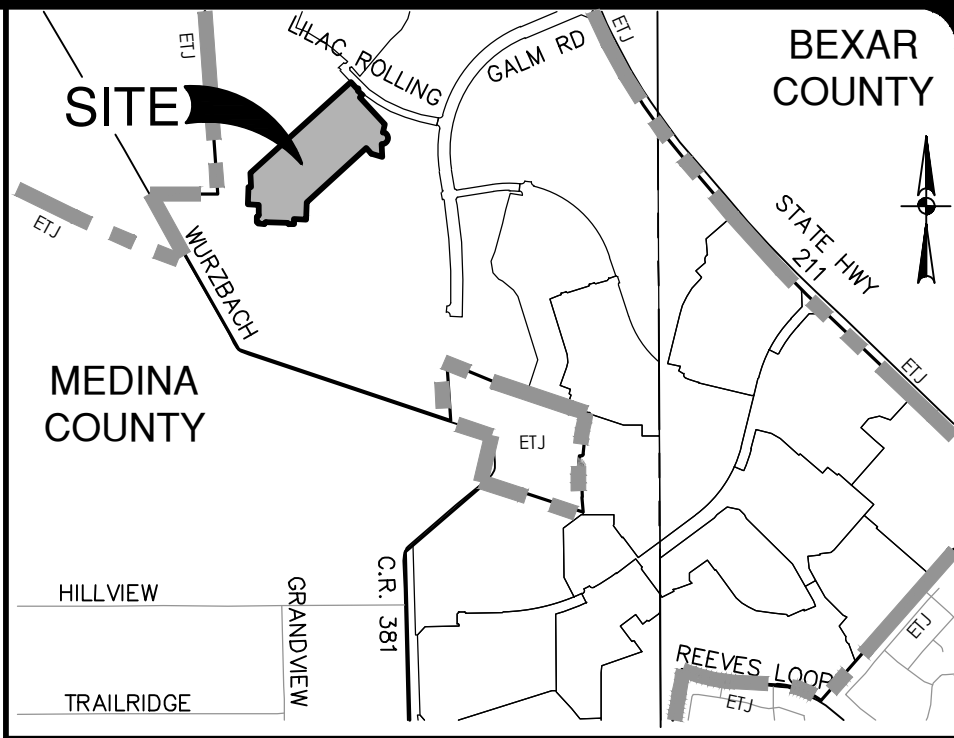 ETJ
LILAC ROLLING
GALM RD
ETJ
BEXAR
COUNTY
SITE
ETJ
WURZBACH
STATE HWY
211
MEDINA
COUNTY
ETJ
ETJ
C.R. 381
HILLVIEW
GRANDVIEW
ETJ
REEVES LOOP
TRAILRIDGE
ETJ